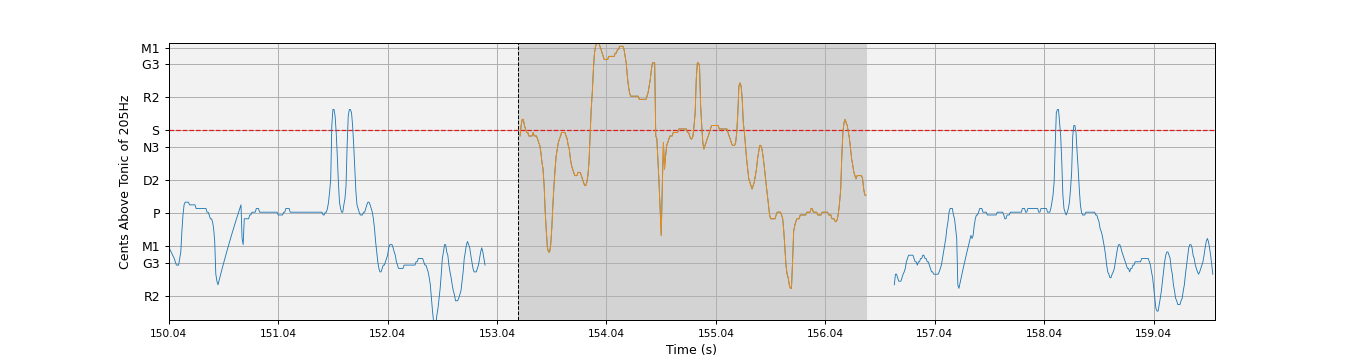 M1
G3
R2
S
N3
D2
P
M1
G3
R2
Cents Above Tonic of 205Hz
150.04 151.04 152.04 153.04 154.04 155.04 156.04 157.04 158.04 159.04
Time (s)